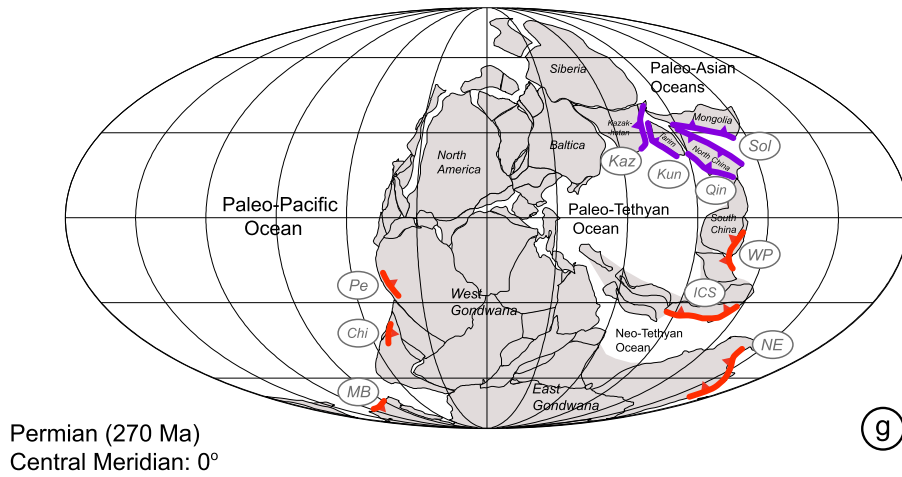 Siberia
Paleo-Asian
Oceans
Mongolia
Kazak-
hstan
Tarim
North China
Sol
Baltica
North
America
Kaz
Kun
Qin
Paleo-Pacific
Ocean
Paleo-Tethyan
Ocean
South
China
WP
Pe
West
Gondwana
ICS
Chi
Neo-Tethyan
Ocean
NE
MB
East
Gondwana
Permian (270 Ma)
Central Meridian: 0°
g